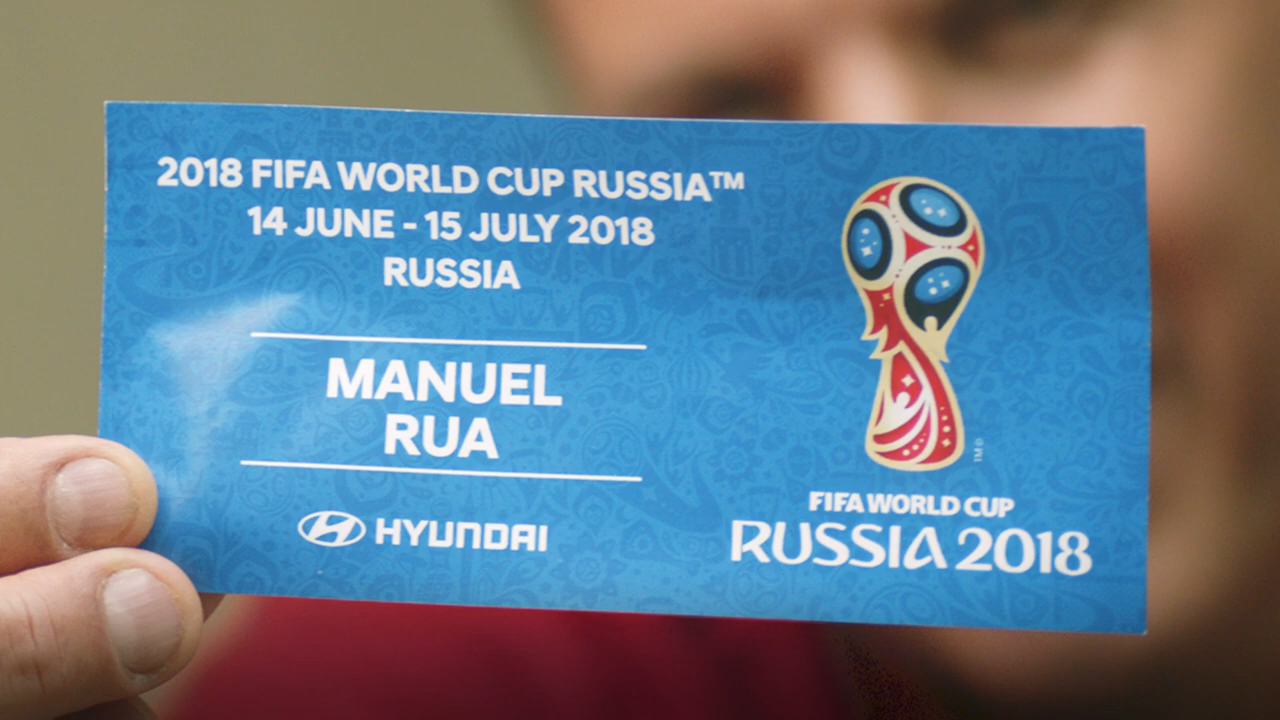 2018 FIFA WORLD CUP RUSSIA™
14 JUNE - 15 JULY 2018
RUSSIA
MANUEL
RUA
HYUNDAI
TM©
FIFA WORLD CUP
RUSSIA 2018